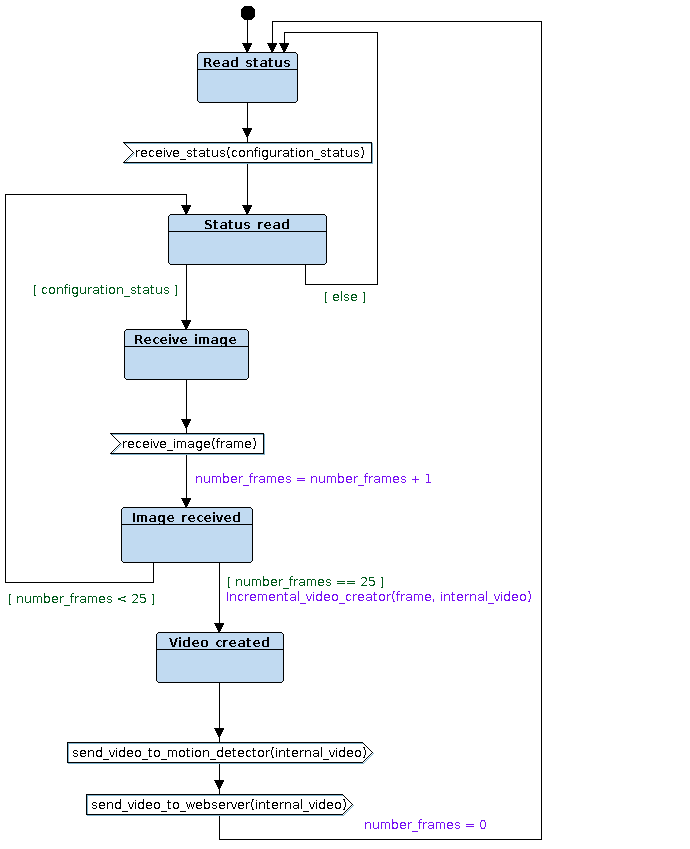 Read status
receive_status(configuration_status)
Status read
[ configuration_status ]
[ else ]
Receive image
receive_image(frame)
number_frames = number_frames + 1
Image received
[ number_frames == 25 ]
[ number_frames < 25 ]
Incremental_video_creator(frame, internal_video)
Video created
send_video_to_motion_detector(internal_video)
send_video_to_webserver(internal_video)
number_frames = 0